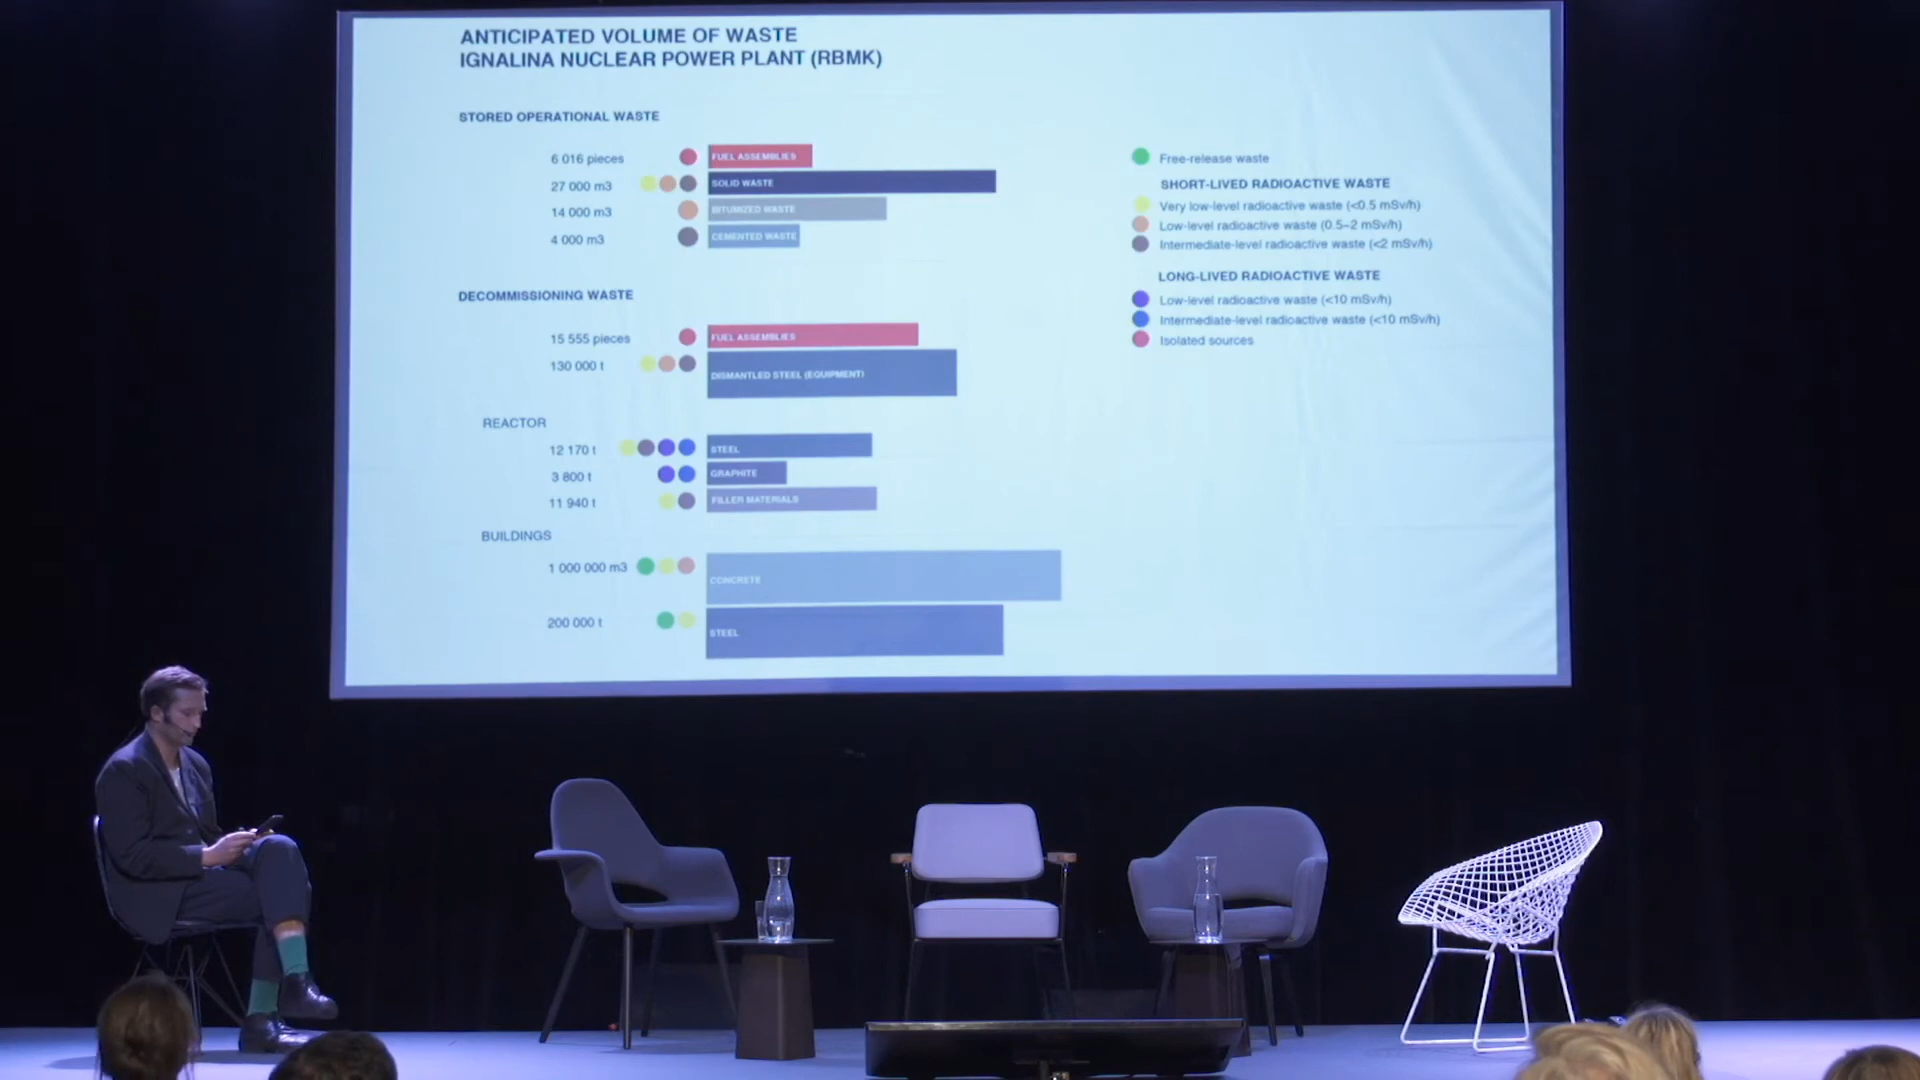 ANTICIPATED VOLUME OF WASTE
IGNALINA NUCLEAR POWER PLANT (RBMK)
STORED OPERATIONAL WASTE
6 016 pieces FUEL ASSEMBLIES
27 000 m3 SOLID WASTE
14 000 m3 BITUMIZED WASTE
4 000 m3 CEMENTED WASTE
DECOMMISSIONING WASTE
15 555 pieces FUEL ASSEMBLIES
130 000 t DISMANTLED STEEL (EQUIPMENT)
REACTOR
12 170 t STEEL
3 800 t GRAPHITE
11 940 t FILLER MATERIALS
BUILDINGS
1 000 000 m3 CONCRETE
200 000 t STEEL
Free-release waste
SHORT-LIVED RADIOACTIVE WASTE
Very low-level radioactive waste (<0.5 mSv/h)
Low-level radioactive waste (0.5–2 mSv/h)
Intermediate-level radioactive waste (<2 mSv/h)
LONG-LIVED RADIOACTIVE WASTE
Low-level radioactive waste (<10 mSv/h)
Intermediate-level radioactive waste (<10 mSv/h)
Isolated sources